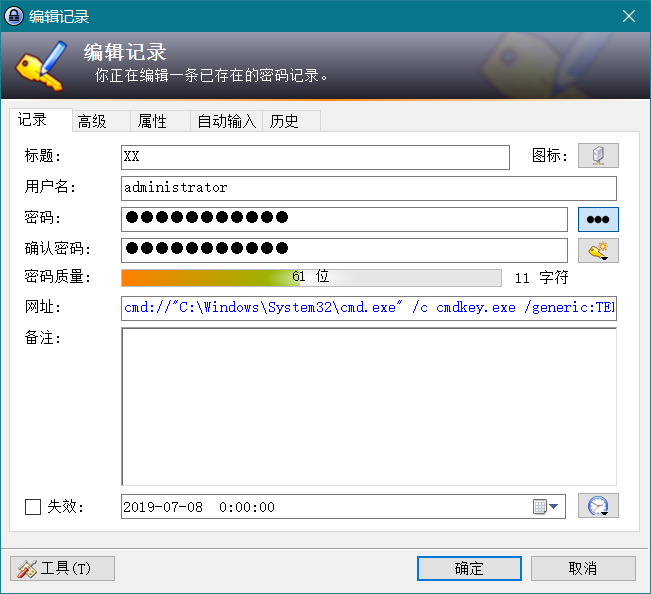 编辑记录
编辑记录
你正在编辑一条已存在的密码记录。
记录 高级 属性 自动输入 历史
标题: XX 图标:
用户名: administrator
密码: ●●●●●●●●●●●
确认密码: ●●●●●●●●●●●
密码质量: 61 位 11 字符
网址: cmd://"C:\Windows\System32\cmd.exe" /c cmdkey.exe /generic:TE
备注:
失效: 2019-07-08 0:00:00
工具(T) 确定 取消